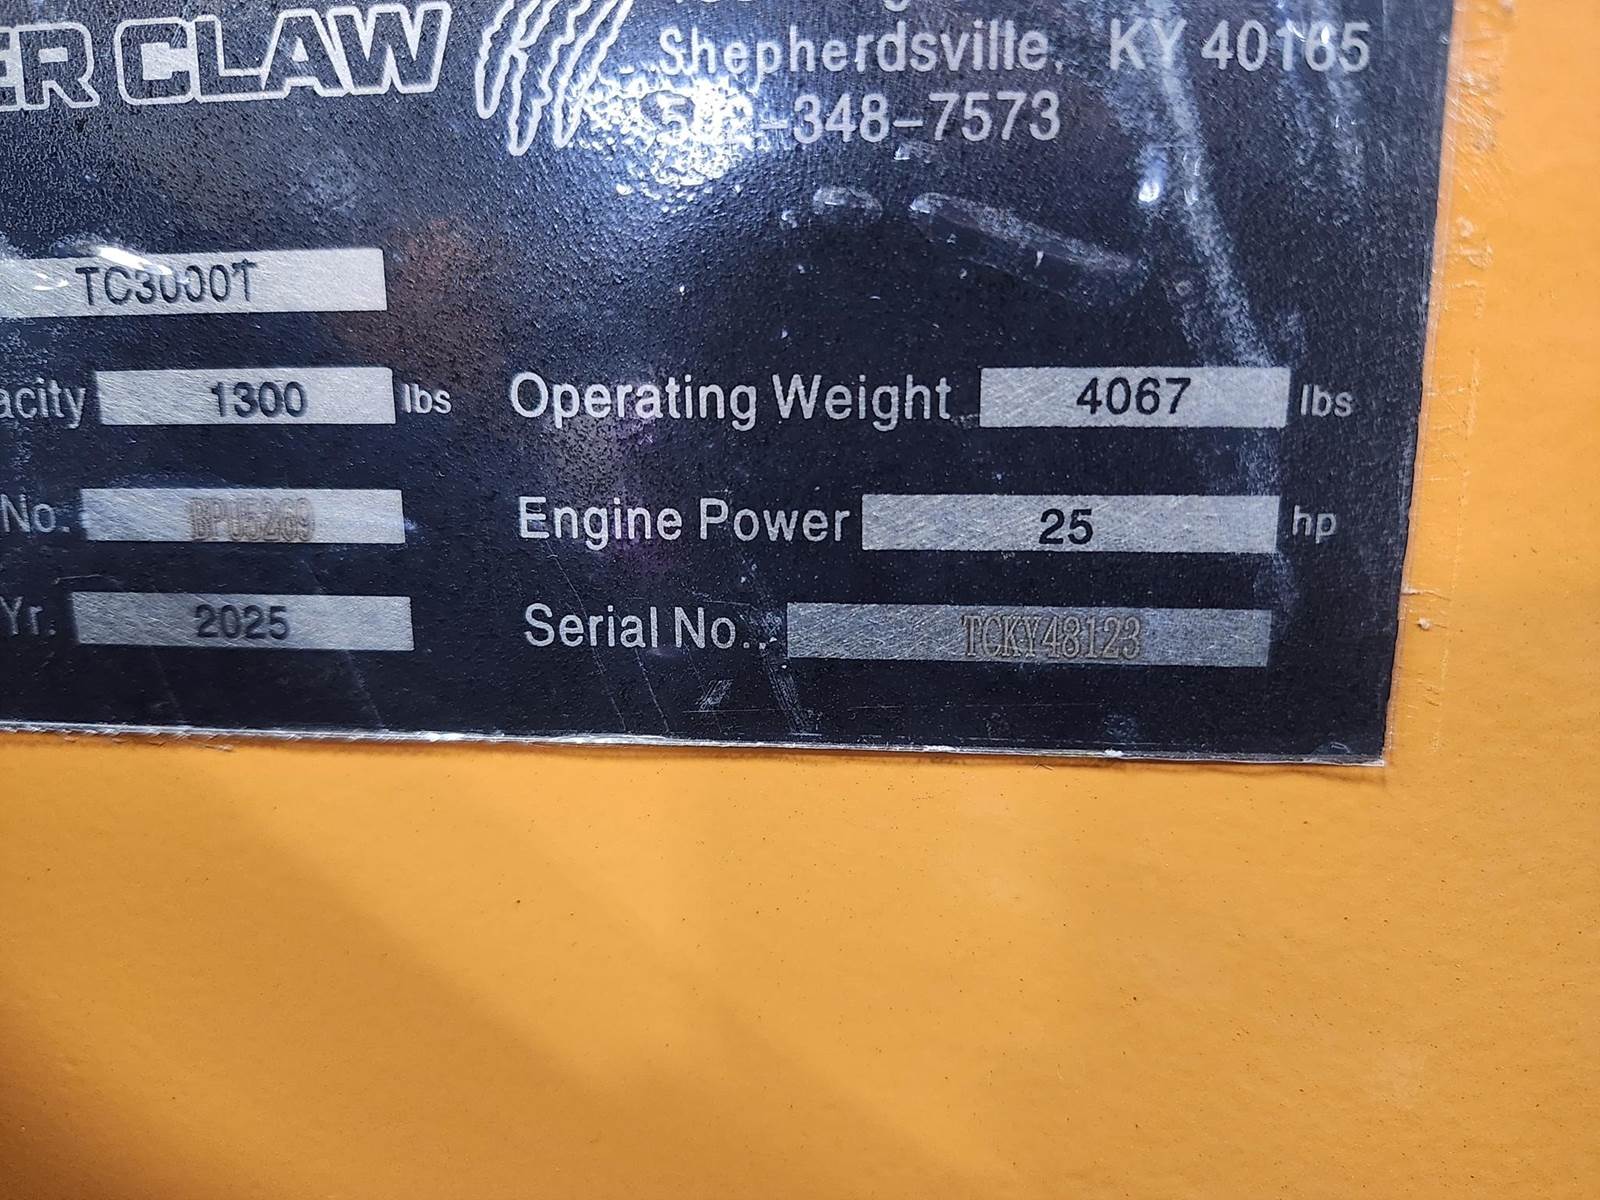 ER CLAW
Shepherdsville, KY 40165
502-348-7573
TC3000T
acity 1300 lbs Operating Weight 4067 lbs
No. BPU5269 Engine Power 25 hp
Yr. 2025 Serial No.: TCKY48123